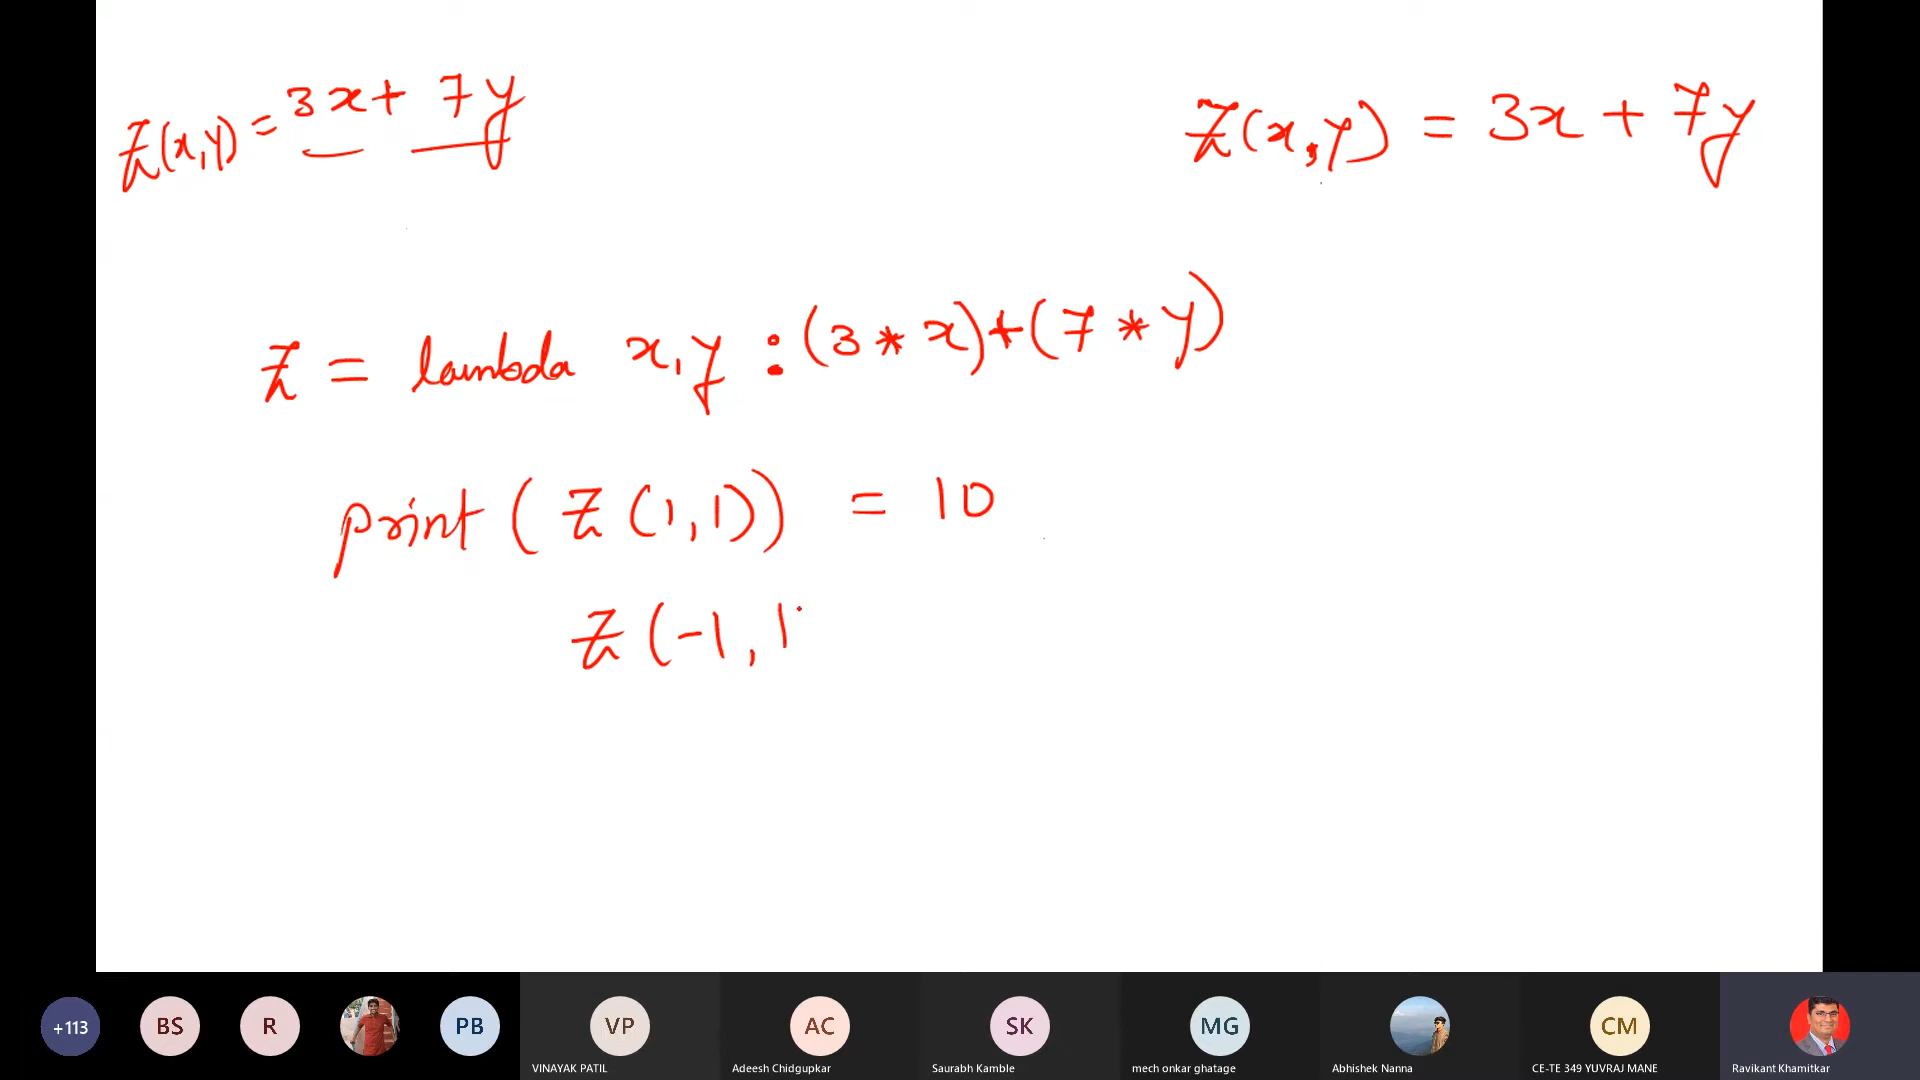 z(x,y) = 3x + 7y
z(x,y) = 3x + 7y
z = lambda x,y : (3 * x) + (7 * y)
print ( z (1,1)) = 10
z (-1, 1
+113 BS R PB VP AC SK MG CM
VINAYAK PATIL Adeesh Chidgupkar Saurabh Kamble mech onkar ghatage Abhishek Nanna CE-TE 349 YUVRAJ MANE Ravikant Khamitkar